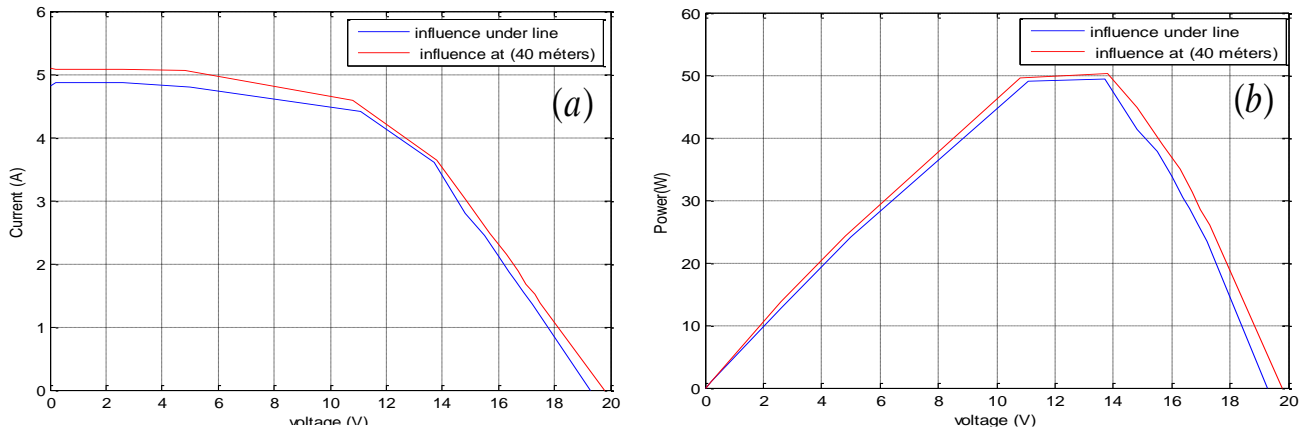 6
5
4
3
2
1
0
Current (A)
0 2 4 6 8 10 12 14 16 18 20
voltage (V)
influence under line
influence at (40 méters)
(a)
60
50
40
30
20
10
0
Power(W)
0 2 4 6 8 10 12 14 16 18 20
voltage (V)
influence under line
influence at (40 méters)
(b)